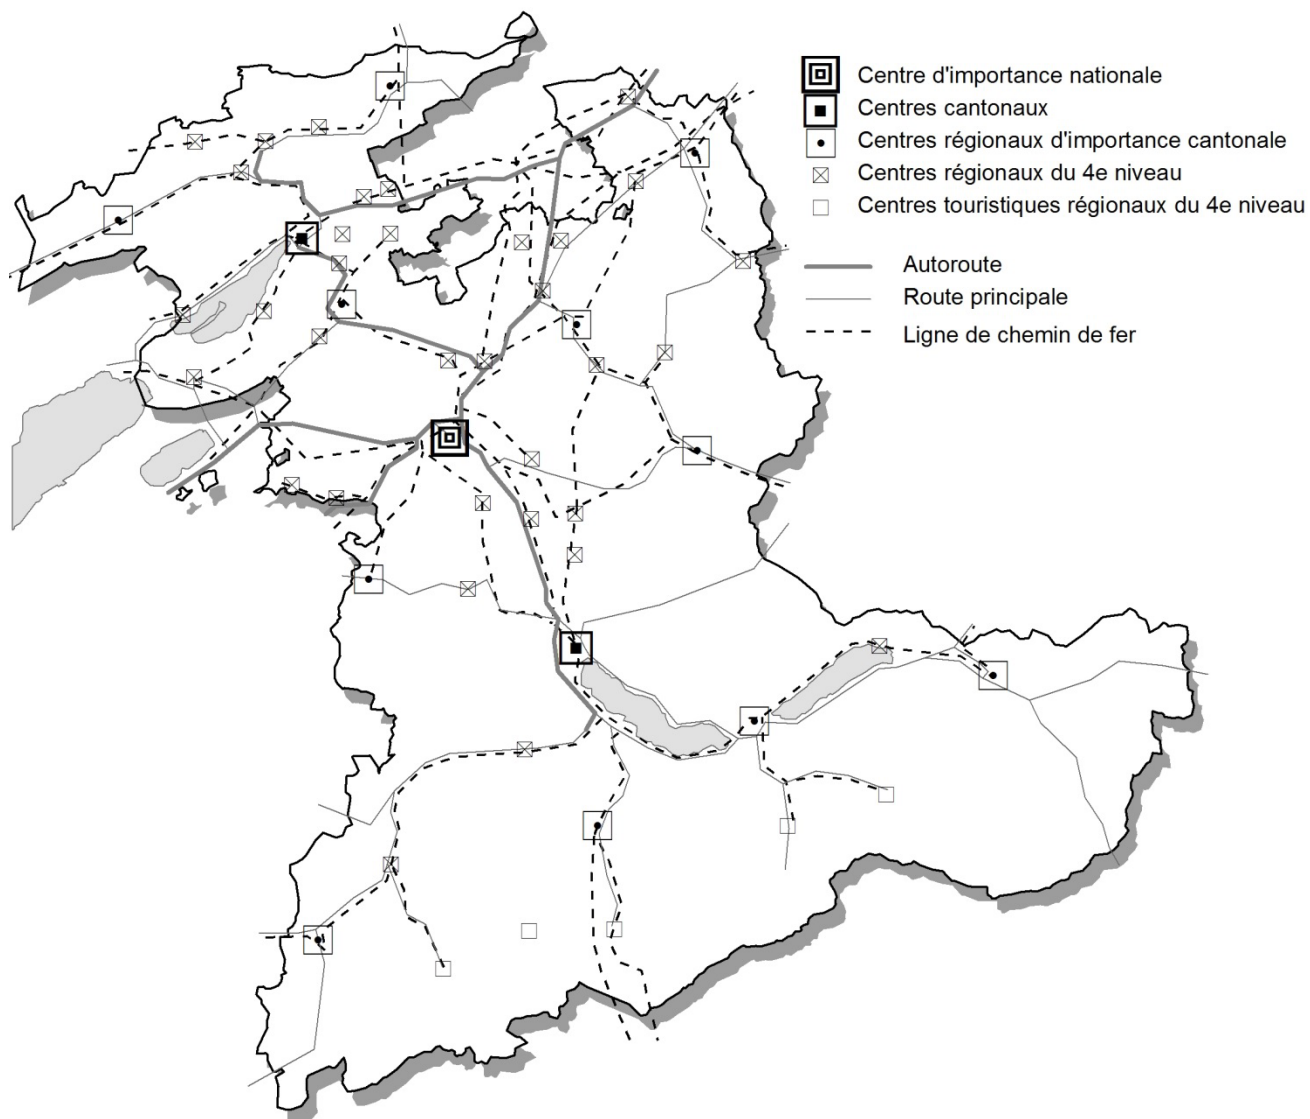 Centre d'importance nationale
Centres cantonaux
Centres régionaux d'importance cantonale
Centres régionaux du 4e niveau
Centres touristiques régionaux du 4e niveau
Autoroute
Route principale
Ligne de chemin de fer